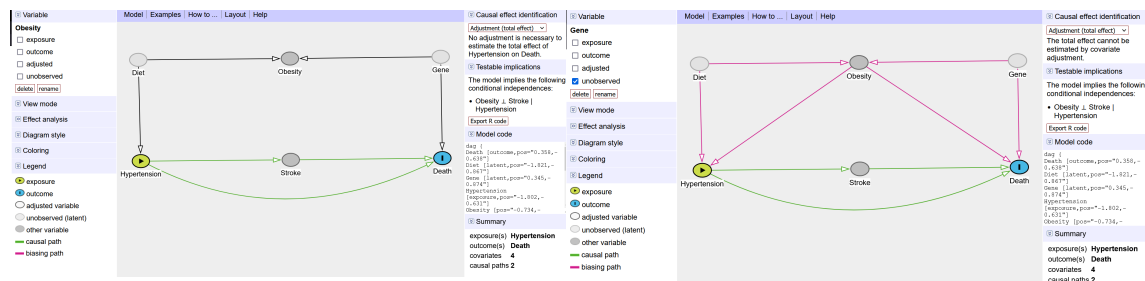 Variable
Obesity
exposure
outcome
adjusted
unobserved
delete rename
View mode
Effect analysis
Diagram style
Coloring
Legend
exposure
outcome
adjusted variable
unobserved (latent)
other variable
causal path
biasing path
Model | Examples | How to ... | Layout | Help
Diet
Obesity
Gene
Hypertension
Stroke
Death
Causal effect identification
Adjustment (total effect)
No adjustment is necessary to
estimate the total effect of
Hypertension on Death.
Testable implications
The model implies the following
conditional independences:
• Obesity ⊥ Stroke |
Hypertension
Export R code
Model code
dag {
Death [outcome,pos="0.358,-
0.638"]
Diet [latent,pos="-1.821,-
0.867"]
Gene [latent,pos="0.345,-
0.874"]
Hypertension
[exposure,pos="-1.802,-
0.631"]
Obesity [pos="-0.734,-
Summary
exposure(s) Hypertension
outcome(s) Death
covariates 4
causal paths 2
Variable
Gene
exposure
outcome
adjusted
unobserved
delete rename
View mode
Effect analysis
Diagram style
Coloring
Legend
exposure
outcome
adjusted variable
unobserved (latent)
other variable
causal path
biasing path
Model | Examples | How to ... | Layout | Help
Diet
Obesity
Gene
Hypertension
Stroke
Death
Causal effect identification
Adjustment (total effect)
The total effect cannot be
estimated by covariate
adjustment.
Testable implications
The model implies the followin
conditional independences:
• Obesity ⊥ Stroke |
Hypertension
Export R code
Model code
dag {
Death [outcome,pos="0.358,-
0.638"]
Diet [latent,pos="-1.821,-
0.867"]
Gene [latent,pos="0.345,-
0.874"]
Hypertension
[exposure,pos="-1.802,-
0.631"]
Obesity [pos="-0.734,-
Summary
exposure(s) Hypertension
outcome(s) Death
covariates 4
causal paths 2